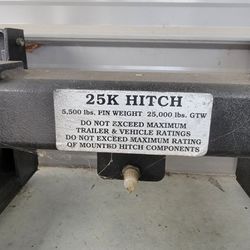 25K HITCH
5,500 lbs. PIN WEIGHT 25,000 lbs. GTW
DO NOT EXCEED MAXIMUM
TRAILER & VEHICLE RATINGS
DO NOT EXCEED MAXIMUM RATING
OF MOUNTED HITCH COMPONENTS